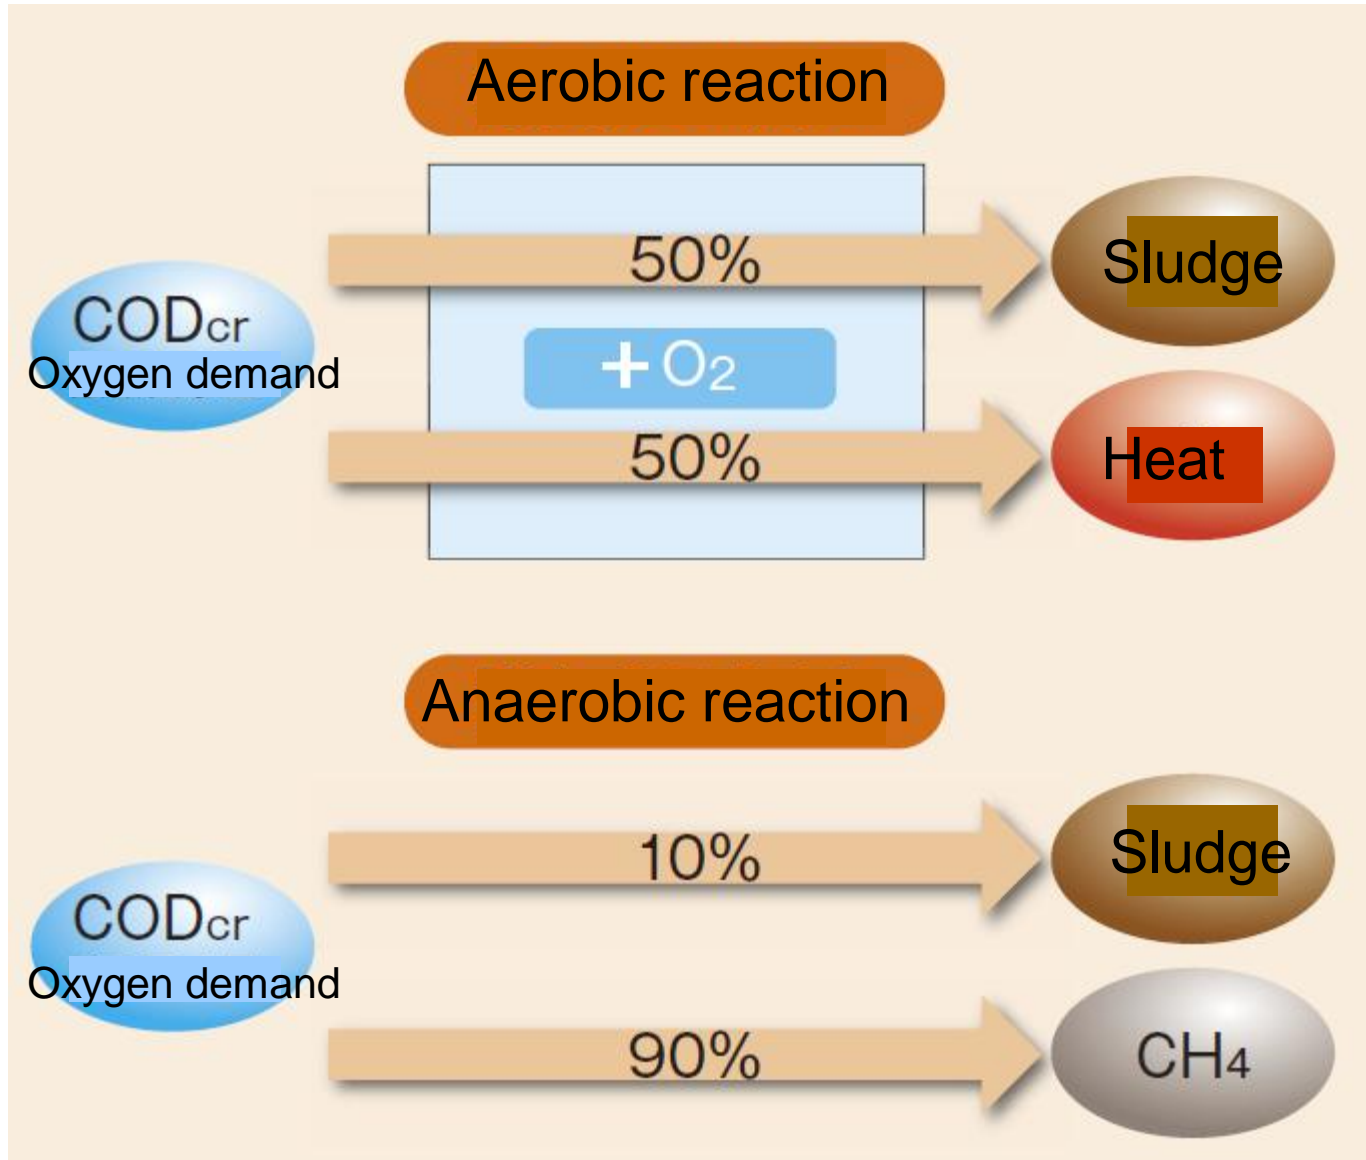 Aerobic reaction
50%
Sludge
CODcr
Oxygen demand
+ O2
50%
Heat
Anaerobic reaction
10%
Sludge
CODcr
Oxygen demand
90%
CH4